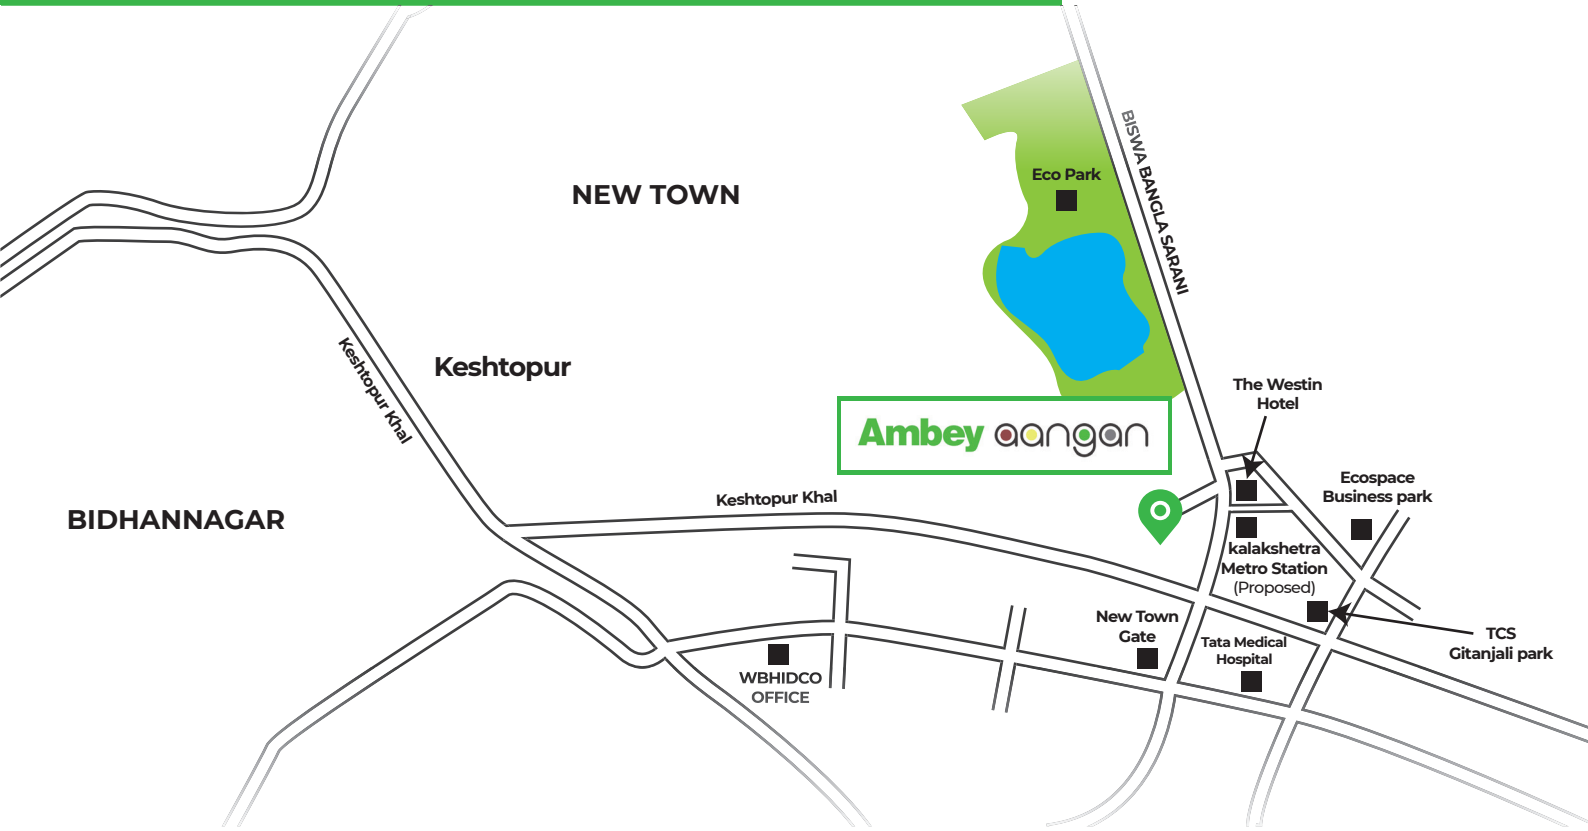 BISWA BANGLA SARANI
Eco Park
NEW TOWN
Keshtopur Khal
Keshtopur
The Westin
Hotel
Ambey aangan
Ecospace
Business park
Keshtopur Khal
BIDHANNAGAR
kalakshetra
Metro Station
(Proposed)
New Town
Gate
Tata Medical
Hospital
TCS
Gitanjali park
WBHIDCO
OFFICE